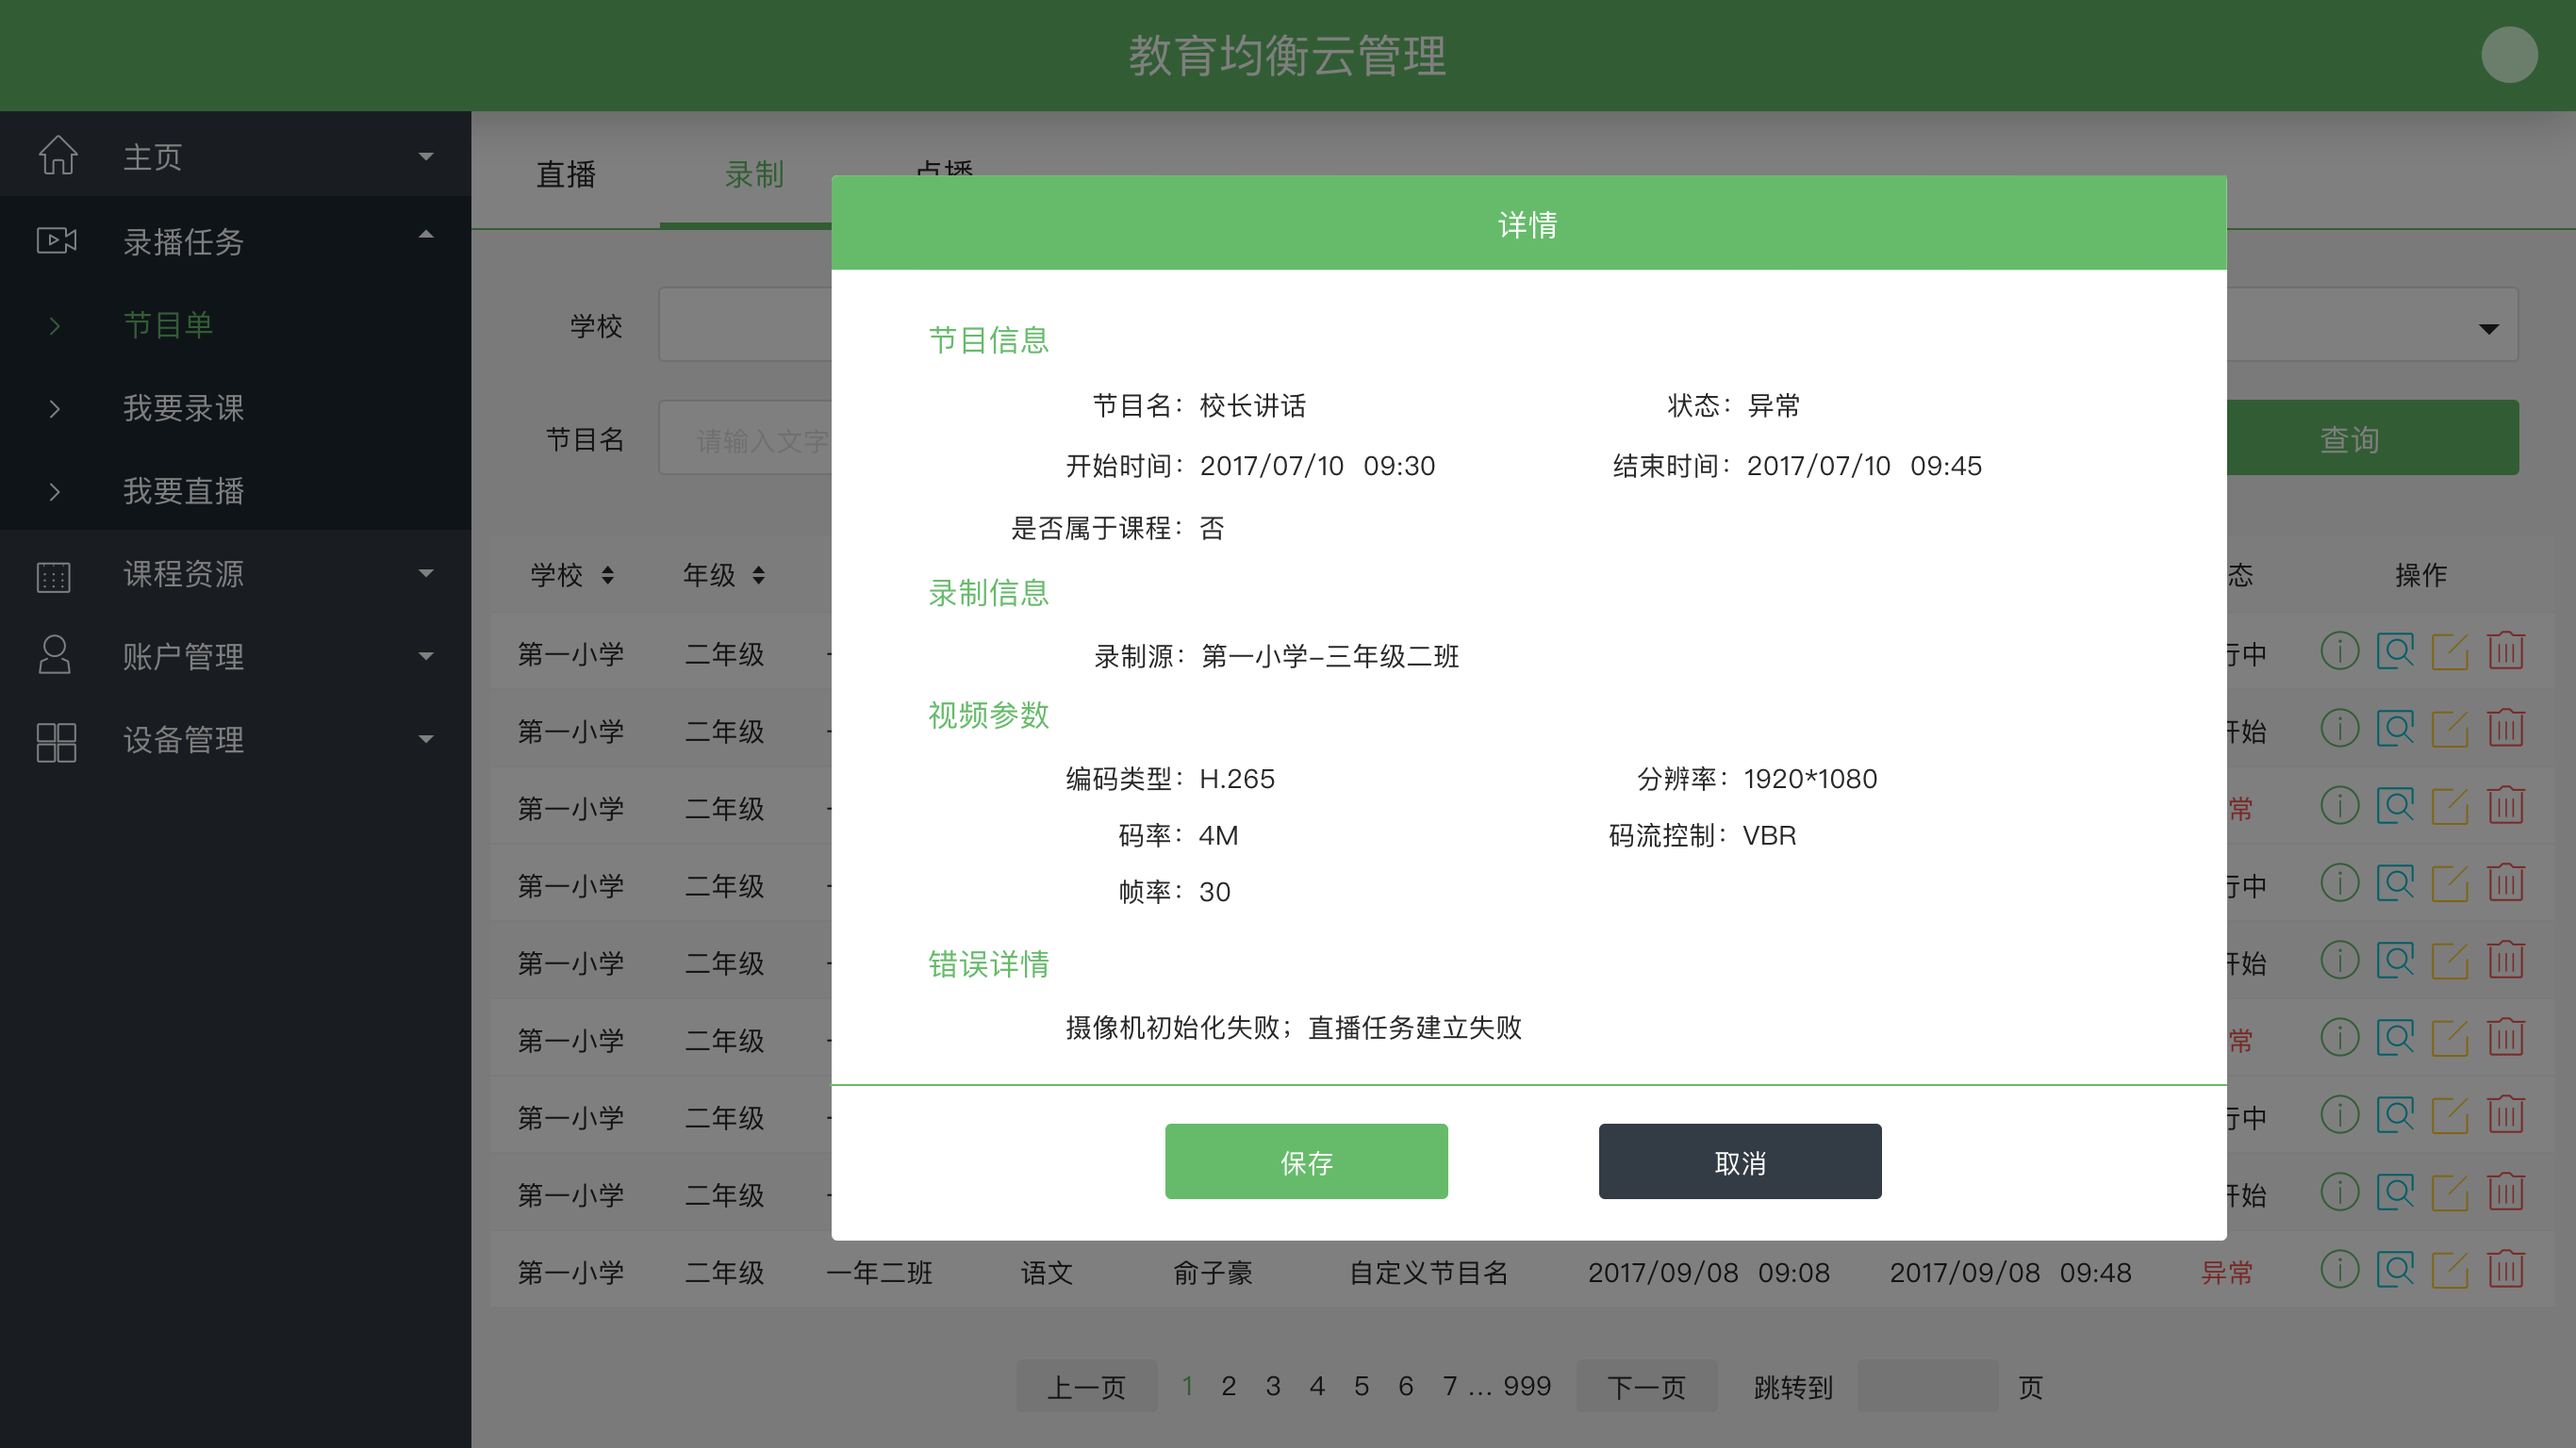 教育均衡云管理
主页
录播任务
节目单
我要录课
我要直播
课程资源
账户管理
设备管理
直播 录制 点播
学校
节目名 请输入文字 查询
详情
节目信息
节目名：校长讲话 状态：异常
开始时间：2017/07/10 09:30 结束时间：2017/07/10 09:45
是否属于课程：否
录制信息
录制源：第一小学-三年级二班
视频参数
编码类型：H.265 分辨率：1920*1080
码率：4M 码流控制：VBR
帧率：30
错误详情
摄像机初始化失败；直播任务建立失败
保存 取消
学校 年级 态 操作
第一小学 二年级 行中
第一小学 二年级 开始
第一小学 二年级 常
第一小学 二年级 行中
第一小学 二年级 开始
第一小学 二年级 常
第一小学 二年级 行中
第一小学 二年级 开始
第一小学 二年级 一年二班 语文 俞子豪 自定义节目名 2017/09/08 09:08 2017/09/08 09:48 异常
上一页 1 2 3 4 5 6 7 ... 999 下一页 跳转到 页